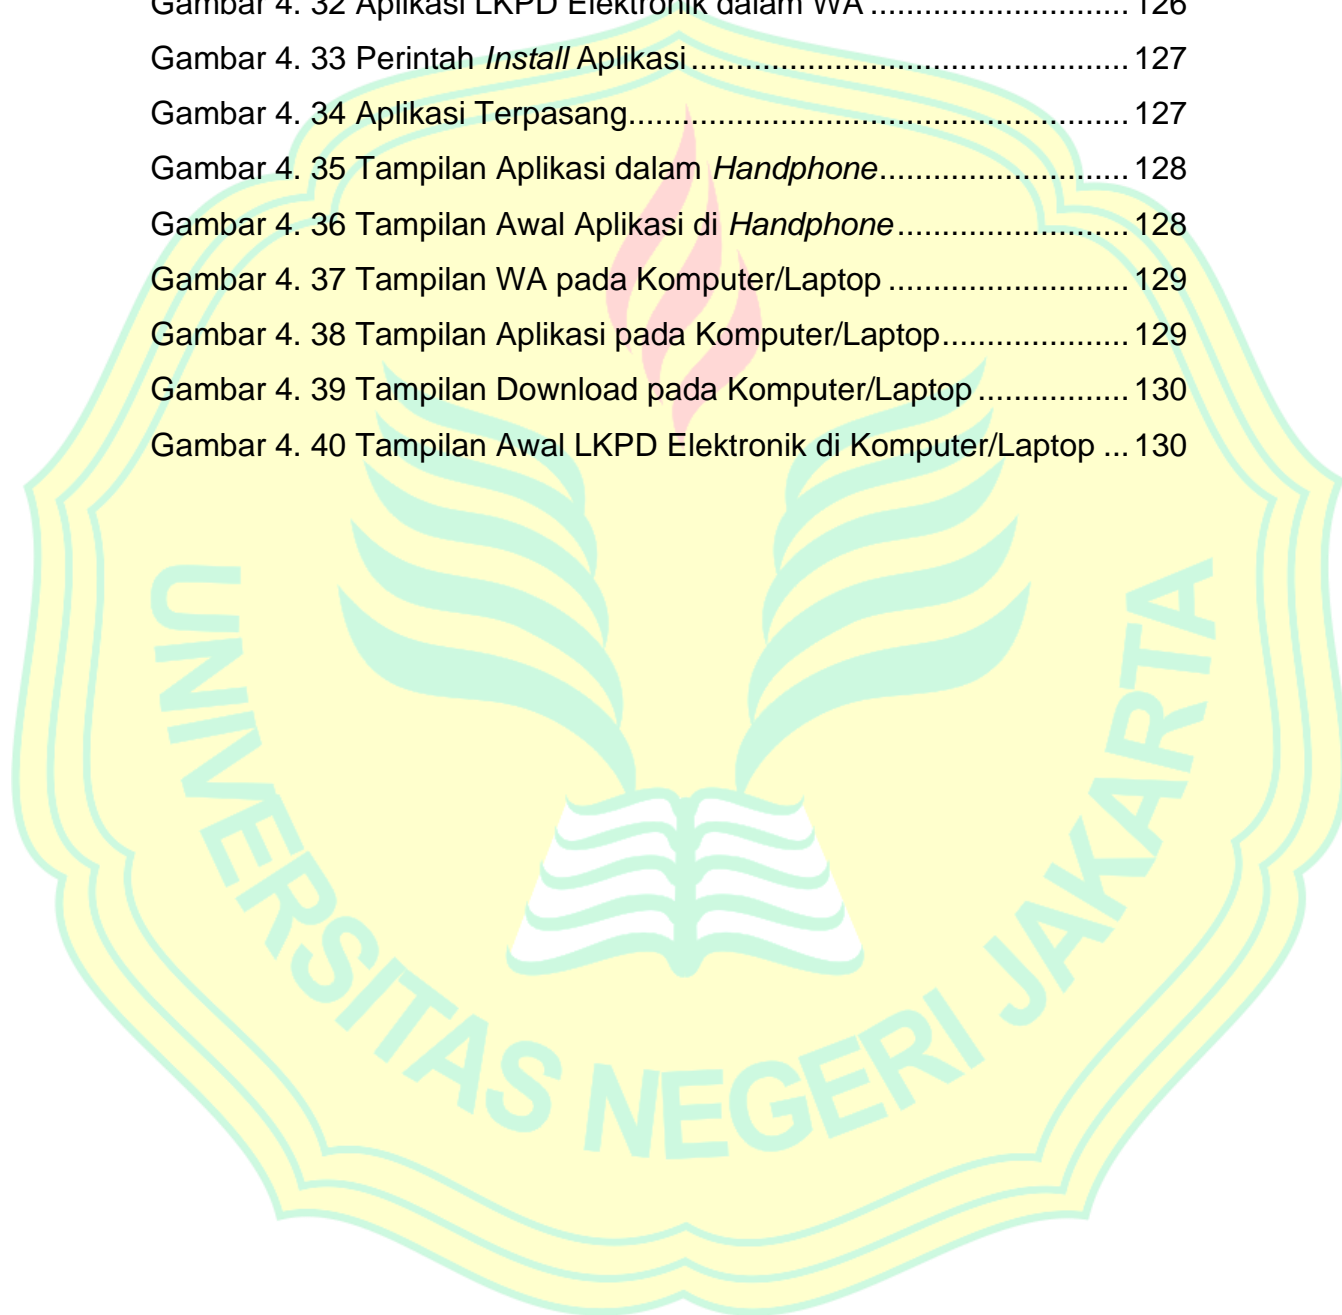 Gambar 4. 32 Aplikasi LKPD Elektronik dalam WA ............................. 126
Gambar 4. 33 Perintah Install Aplikasi ................................................. 127
Gambar 4. 34 Aplikasi Terpasang........................................................ 127
Gambar 4. 35 Tampilan Aplikasi dalam Handphone............................ 128
Gambar 4. 36 Tampilan Awal Aplikasi di Handphone .......................... 128
Gambar 4. 37 Tampilan WA pada Komputer/Laptop ........................... 129
Gambar 4. 38 Tampilan Aplikasi pada Komputer/Laptop..................... 129
Gambar 4. 39 Tampilan Download pada Komputer/Laptop ................. 130
Gambar 4. 40 Tampilan Awal LKPD Elektronik di Komputer/Laptop ... 130
UNIVERSITAS NEGERI JAKARTA